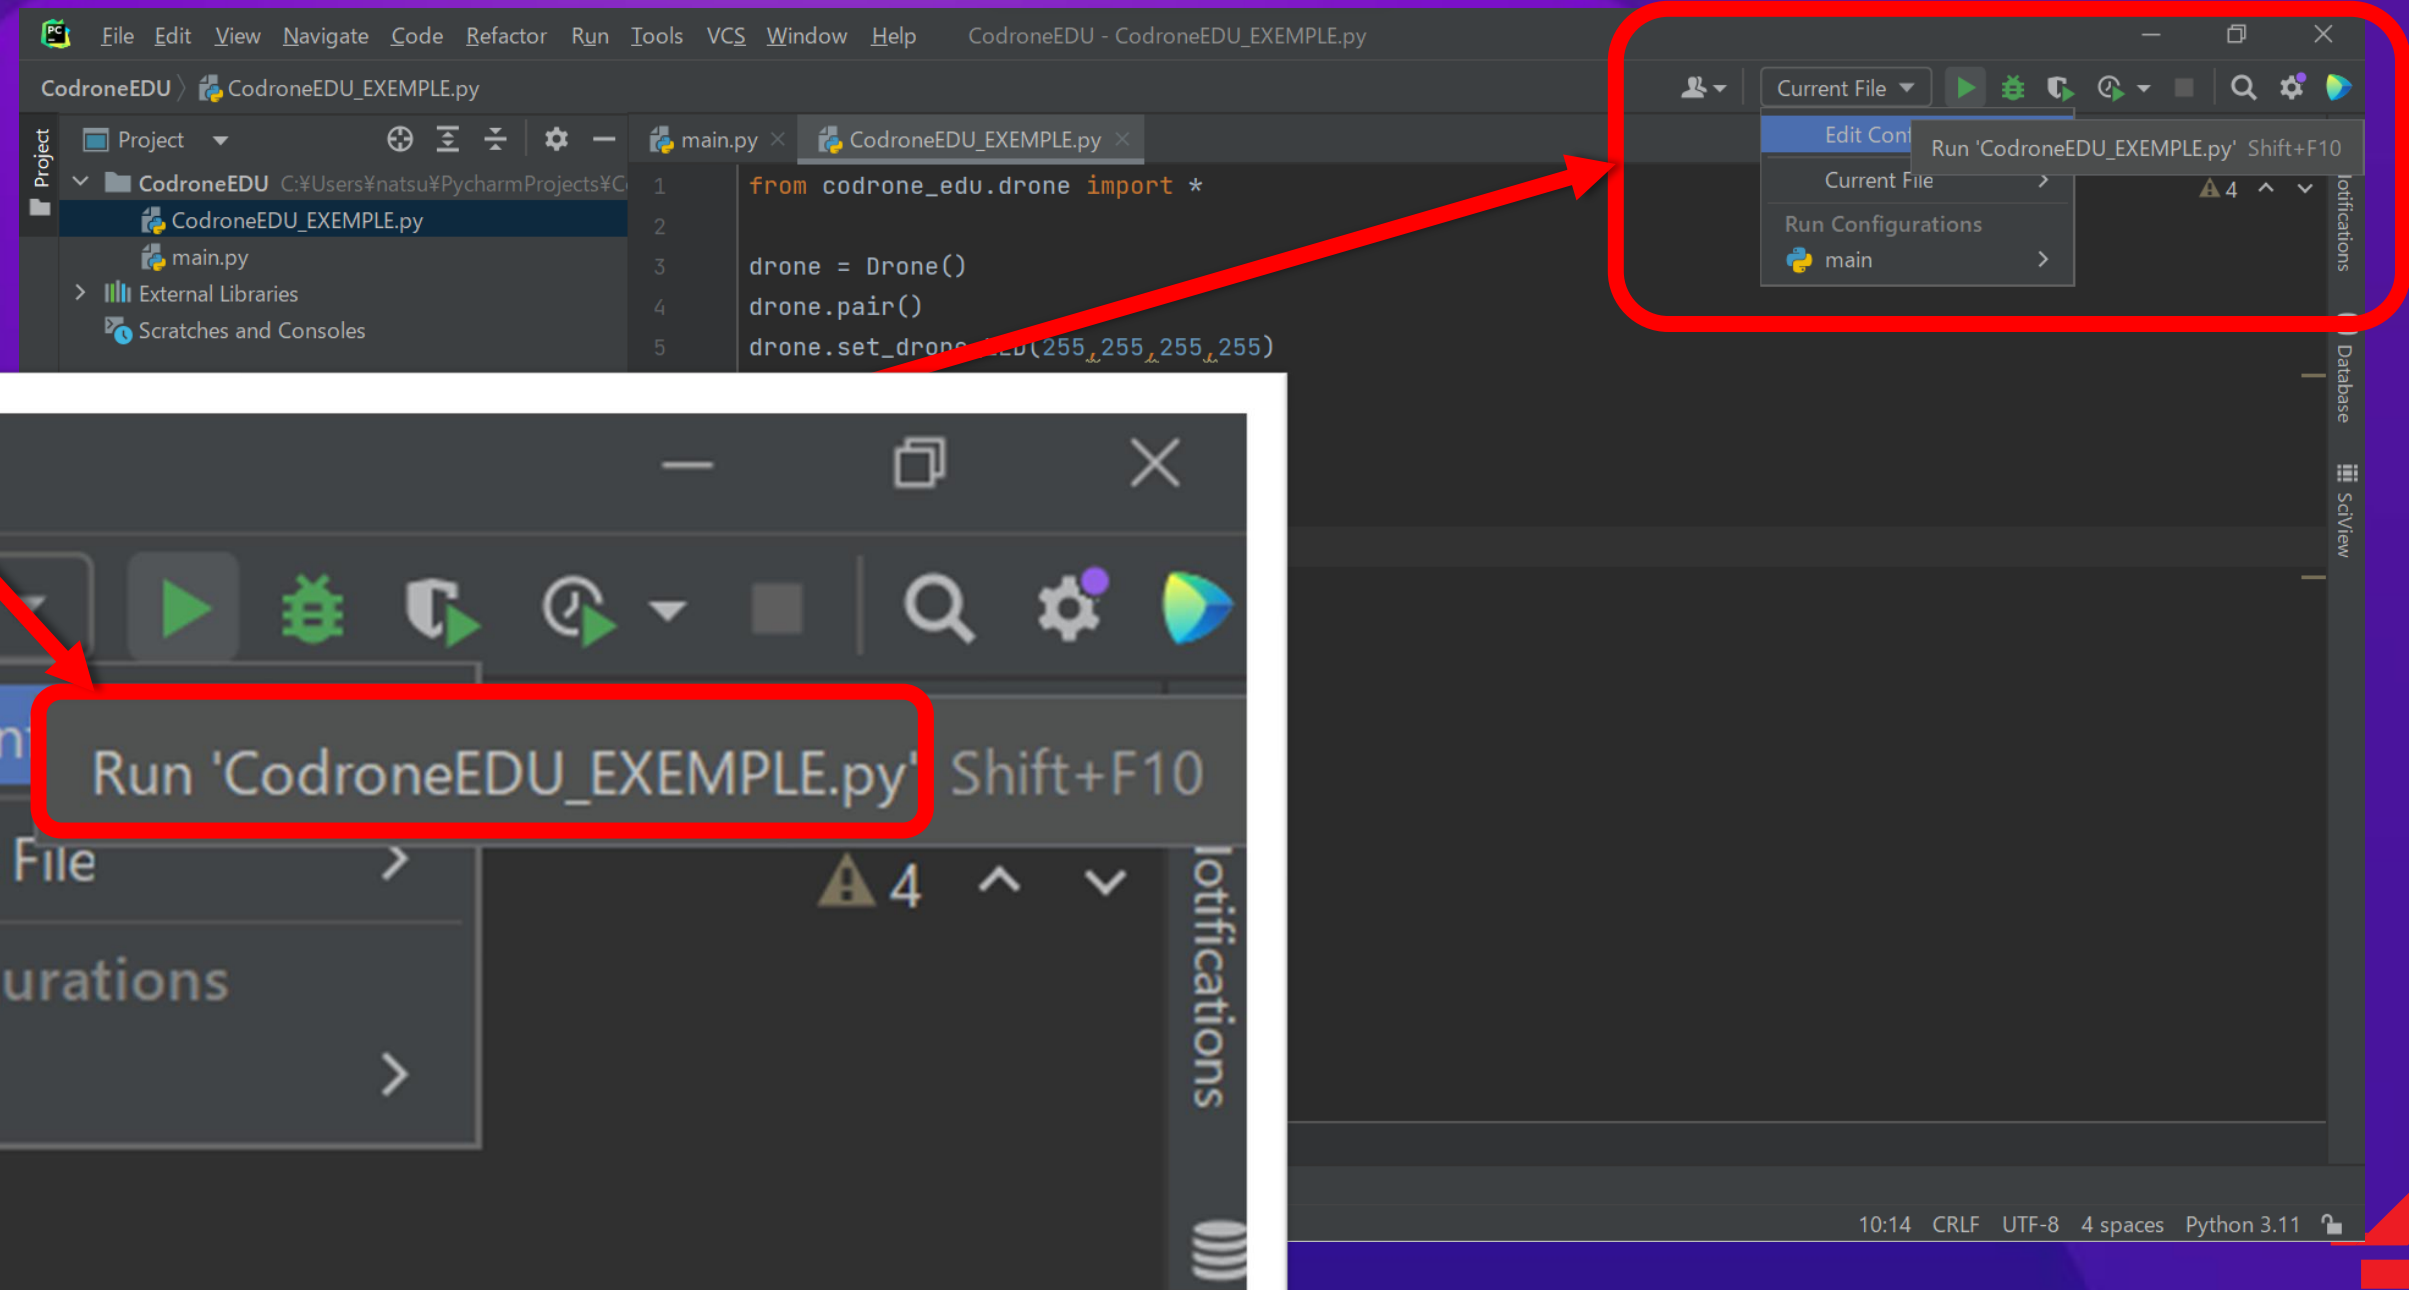 PC
File Edit View Navigate Code Refactor Run Tools VCS Window Help CodroneEDU - CodroneEDU_EXEMPLE.py
CodroneEDU CodroneEDU_EXEMPLE.py
Current File
Project
Project
main.py
CodroneEDU_EXEMPLE.py
Edit Conf
Run 'CodroneEDU_EXEMPLE.py' Shift+F10
CodroneEDU C:¥Users¥natsu¥PycharmProjects¥C
Current File
4
CodroneEDU_EXEMPLE.py
Run Configurations
main.py
main
External Libraries
Scratches and Consoles
1 from codrone_edu.drone import *
2
3 drone = Drone()
4 drone.pair()
5 drone.set_drone_LED(255,255,255,255)
otifications
Database
SciView
Run 'CodroneEDU_EXEMPLE.py' Shift+F10
File
4
urations
otifications
10:14 CRLF UTF-8 4 spaces Python 3.11